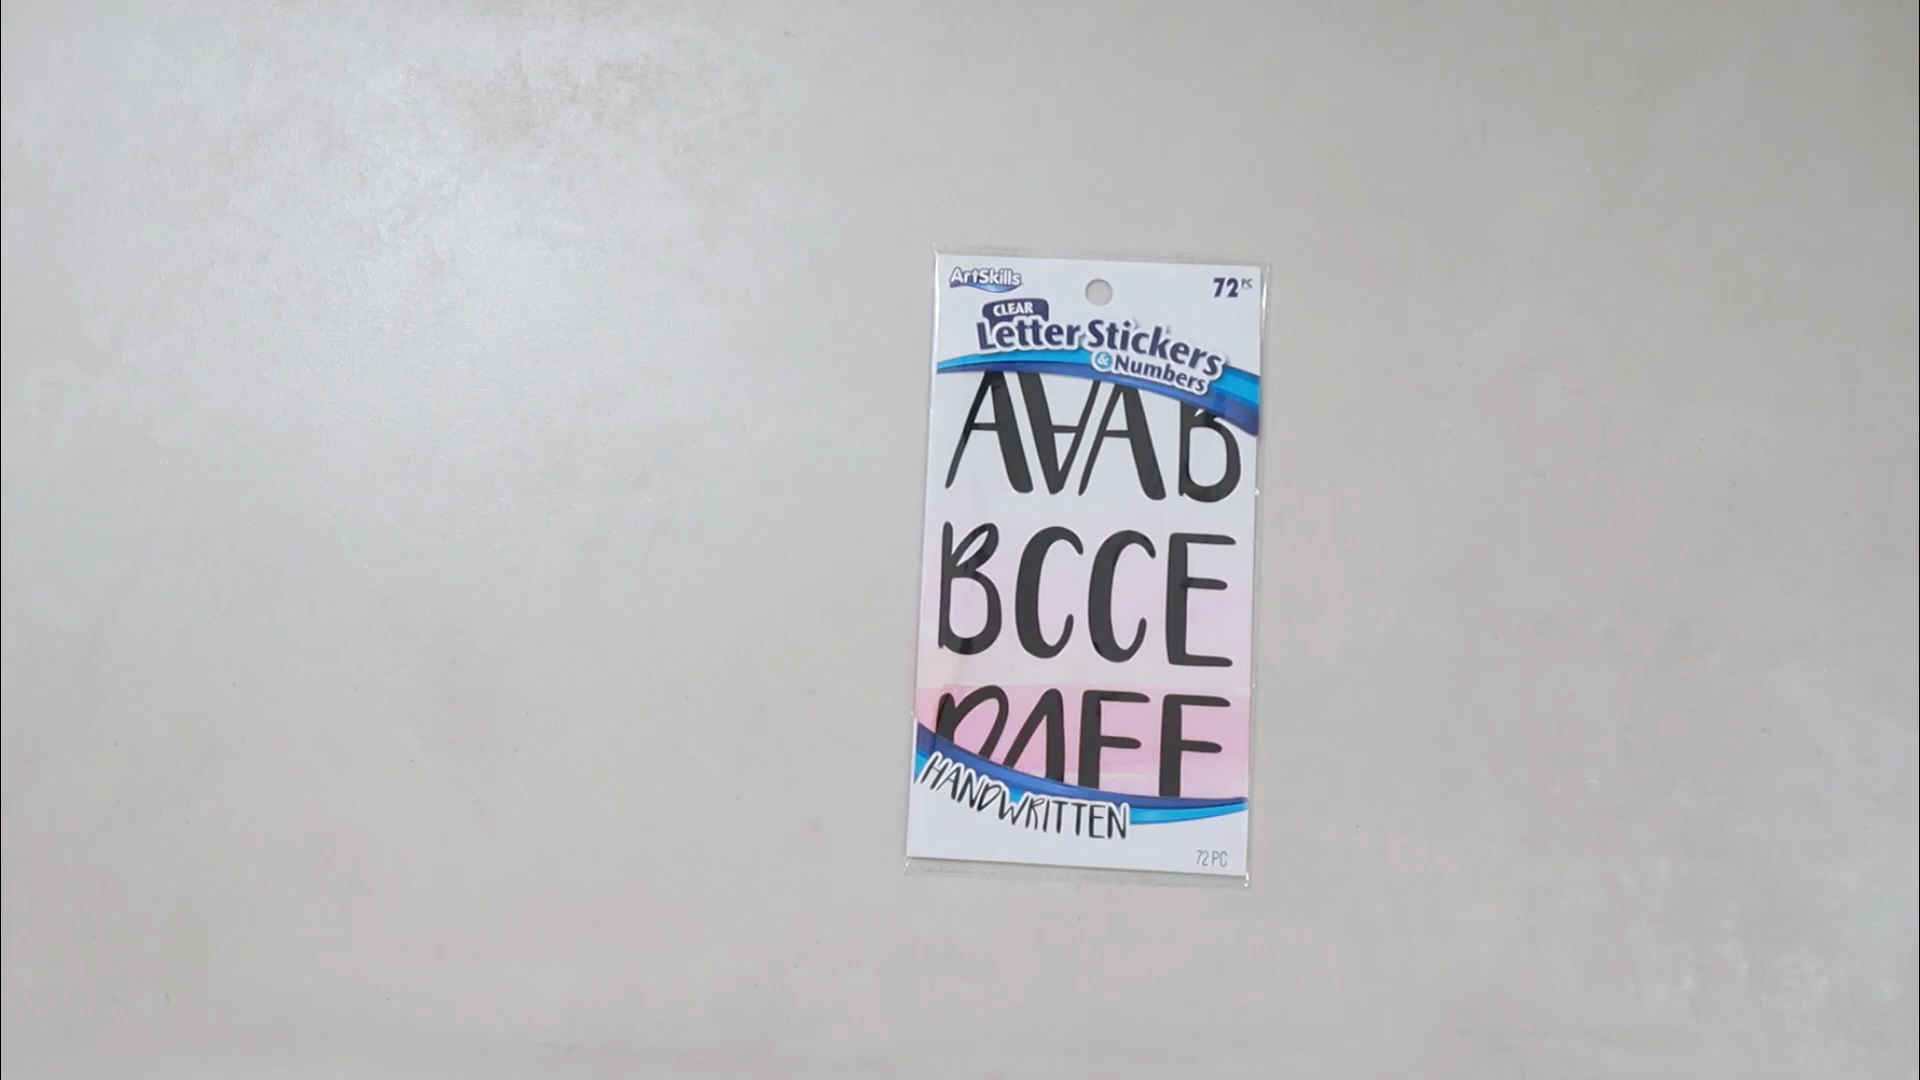 ArtSkills
72 PC
CLEAR
Letter Stickers
& Numbers
AAAB
BCCE
HANDWRITTEN
72 PC